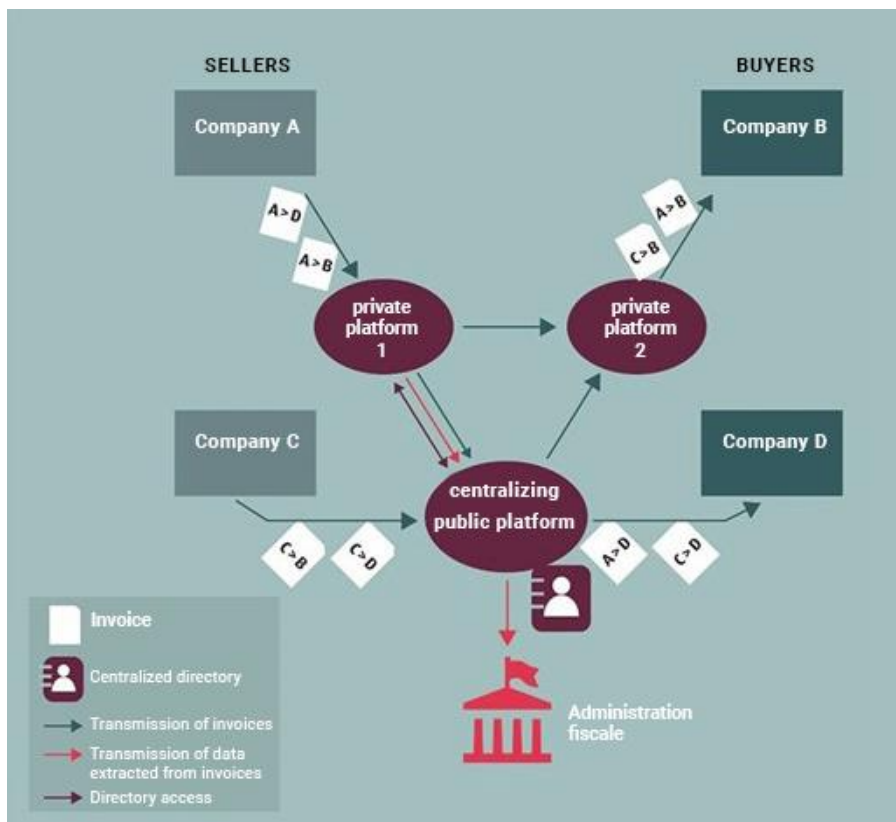 SELLERS
BUYERS
Company A
Company B
A>D
A>B
A>B
C>B
private
platform
1
private
platform
2
Company C
Company D
centralizing
public platform
C>B
C>D
A>D
C>D
Invoice
Centralized directory
Transmission of invoices
Transmission of data
extracted from invoices
Directory access
Administration
fiscale